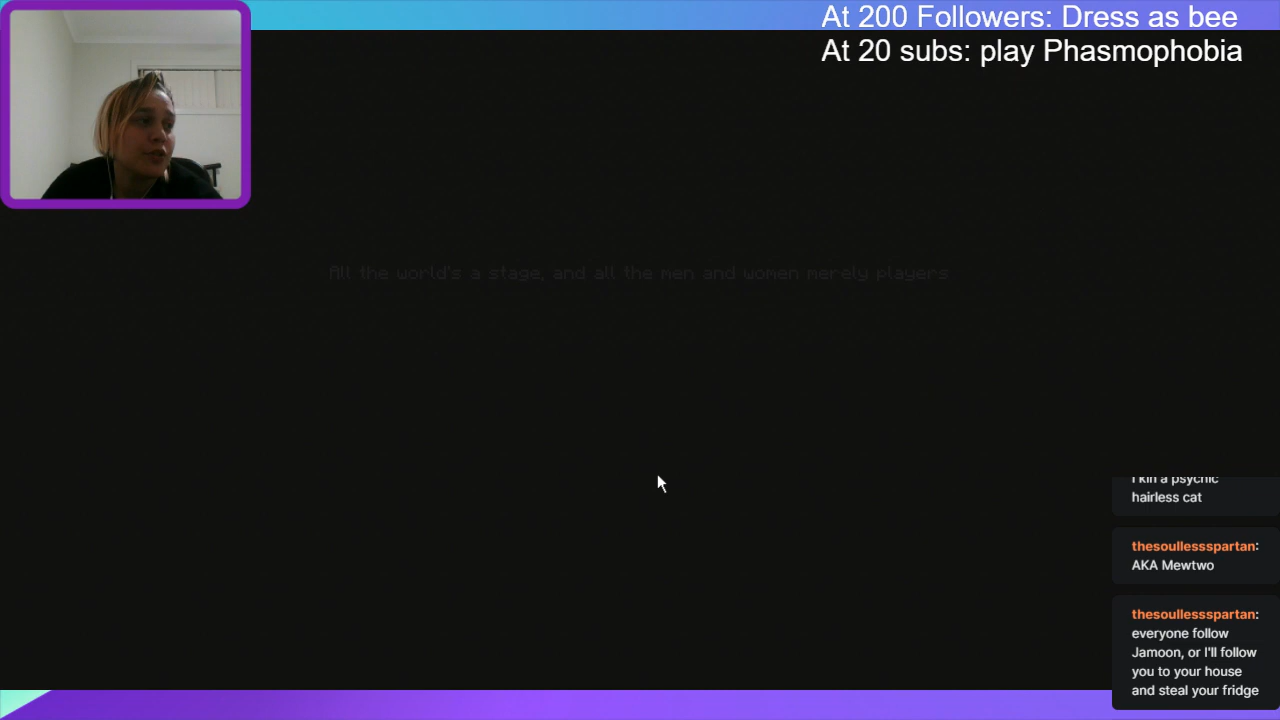 At 200 Followers: Dress as bee
At 20 subs: play Phasmophobia
All the world's a stage, and all the men and women merely players
I kin a psychic
hairless cat
thesoullessspartan:
AKA Mewtwo
thesoullessspartan:
everyone follow
Jamoon, or I'll follow
you to your house
and steal your fridge